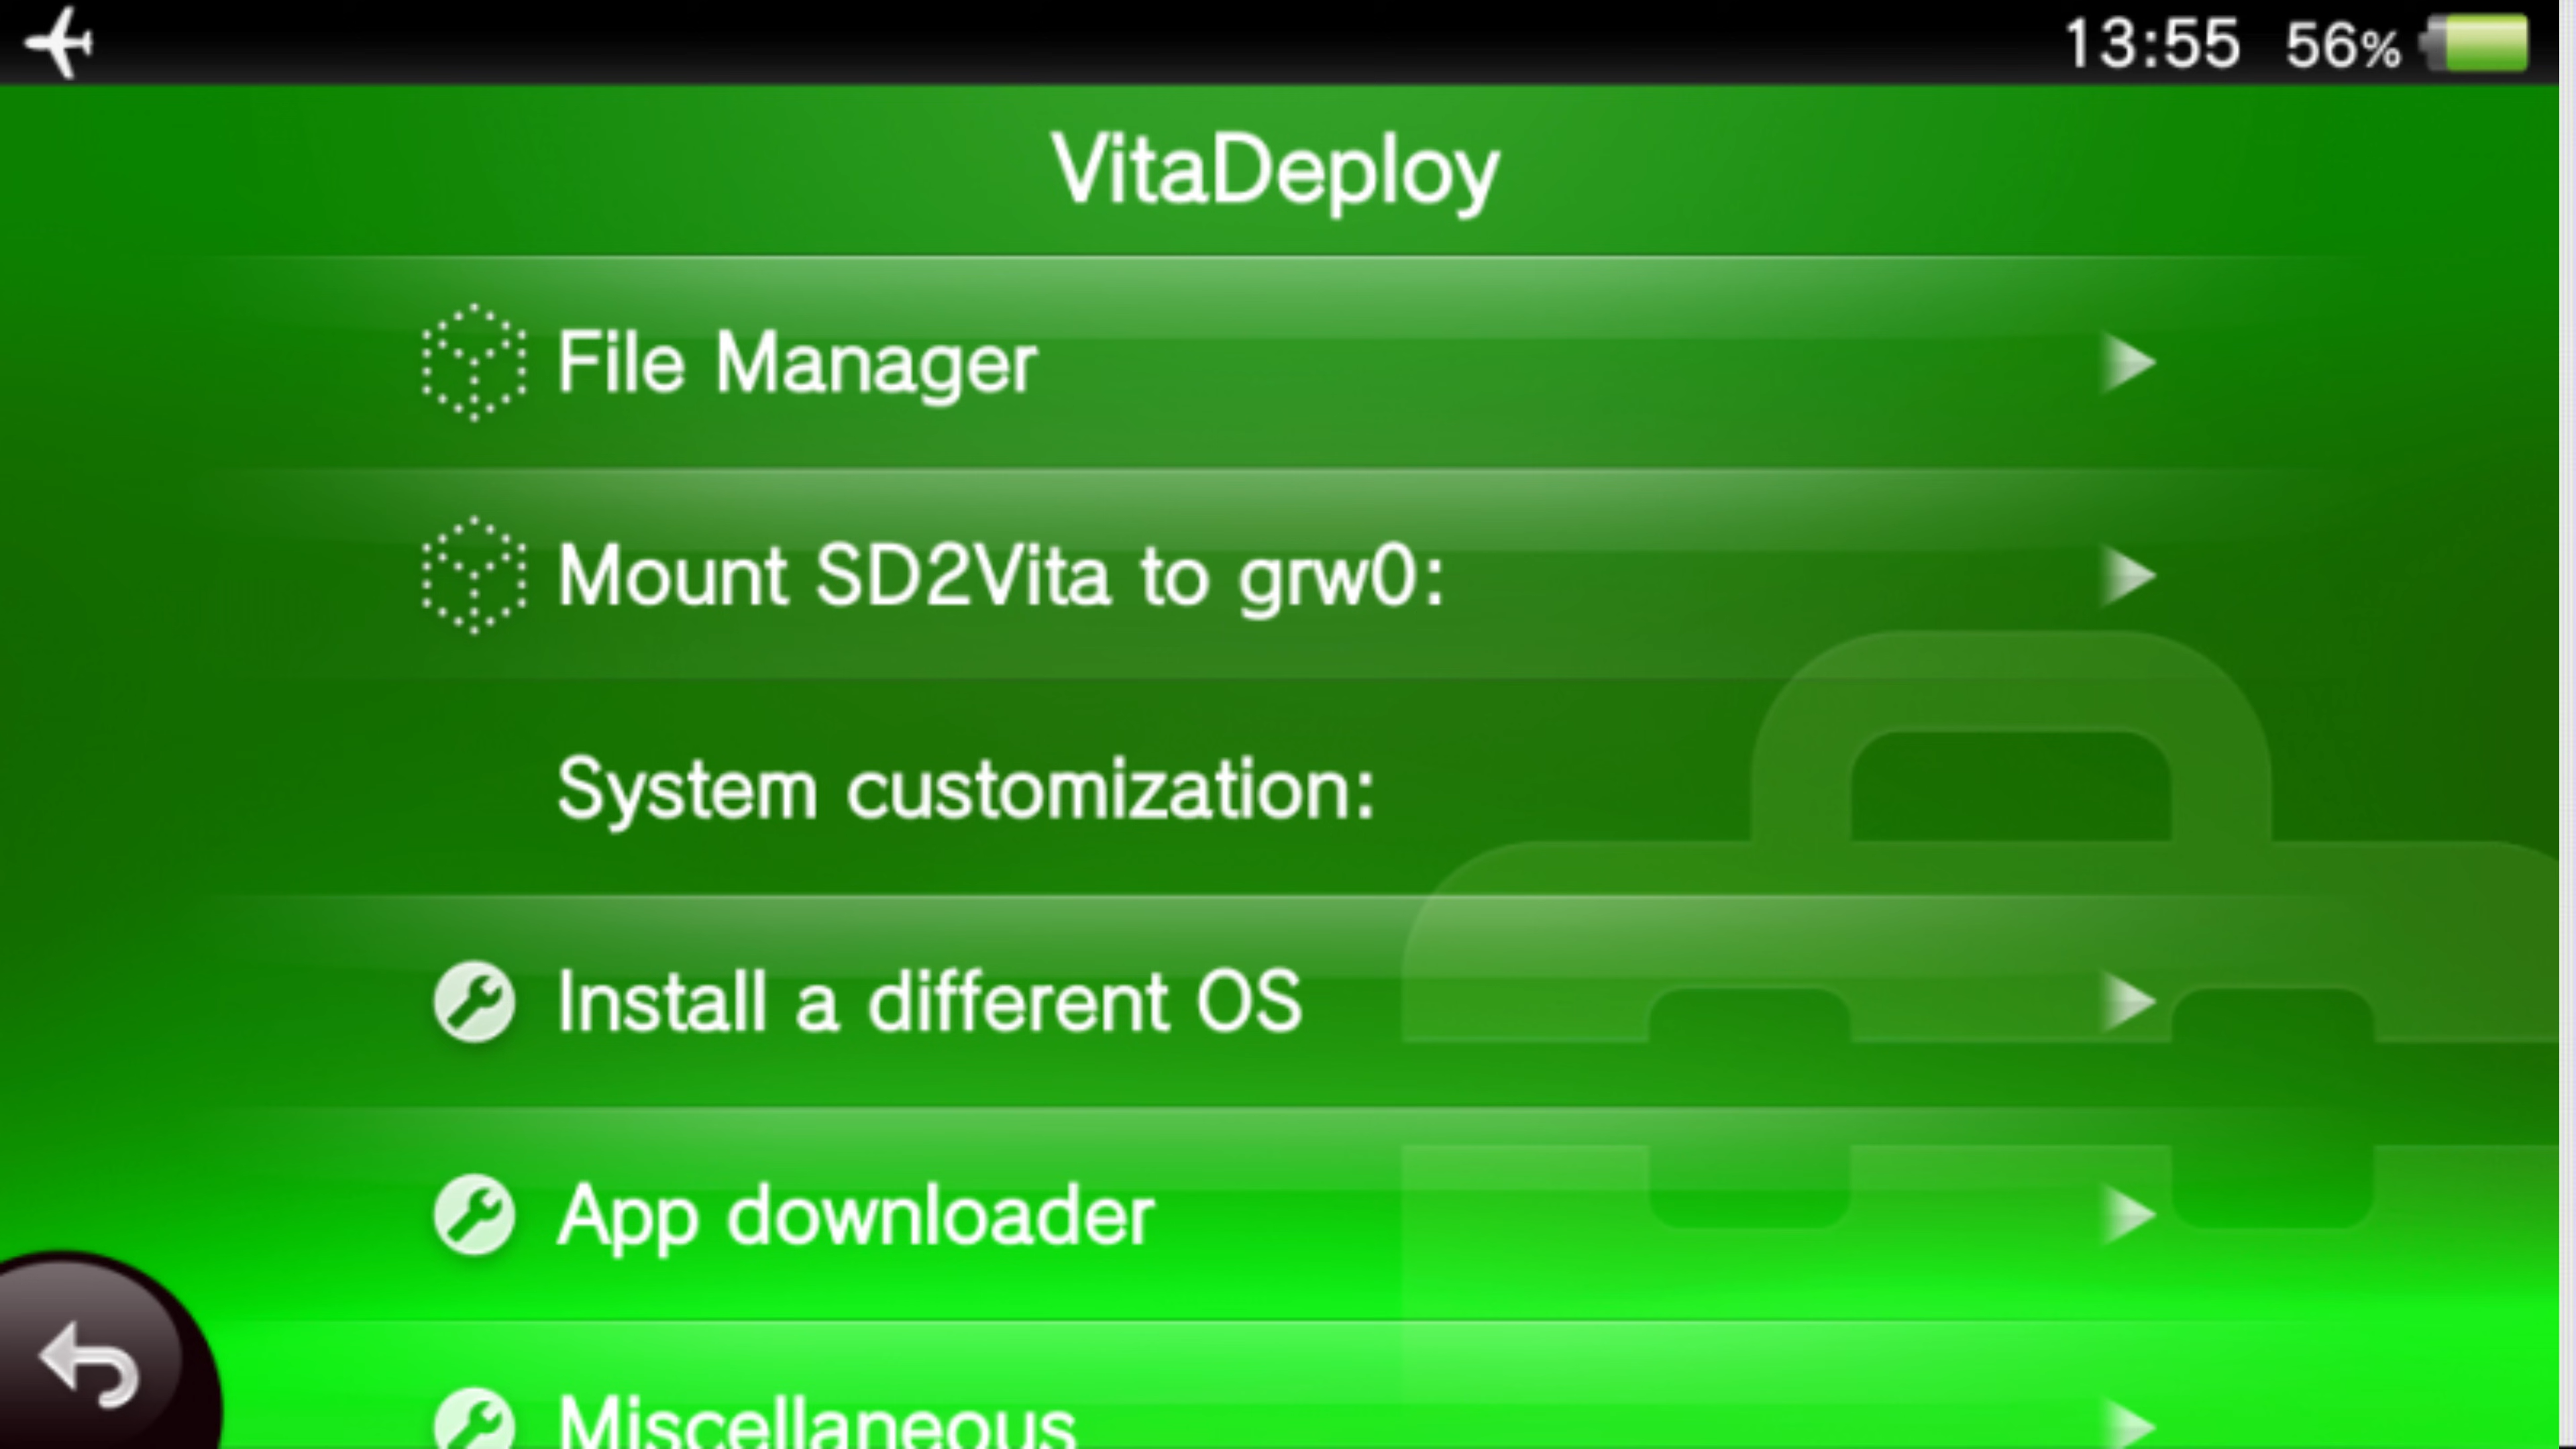 13:55 56%
VitaDeploy
File Manager
Mount SD2Vita to grw0:
System customization:
Install a different OS
App downloader
Miscellaneous